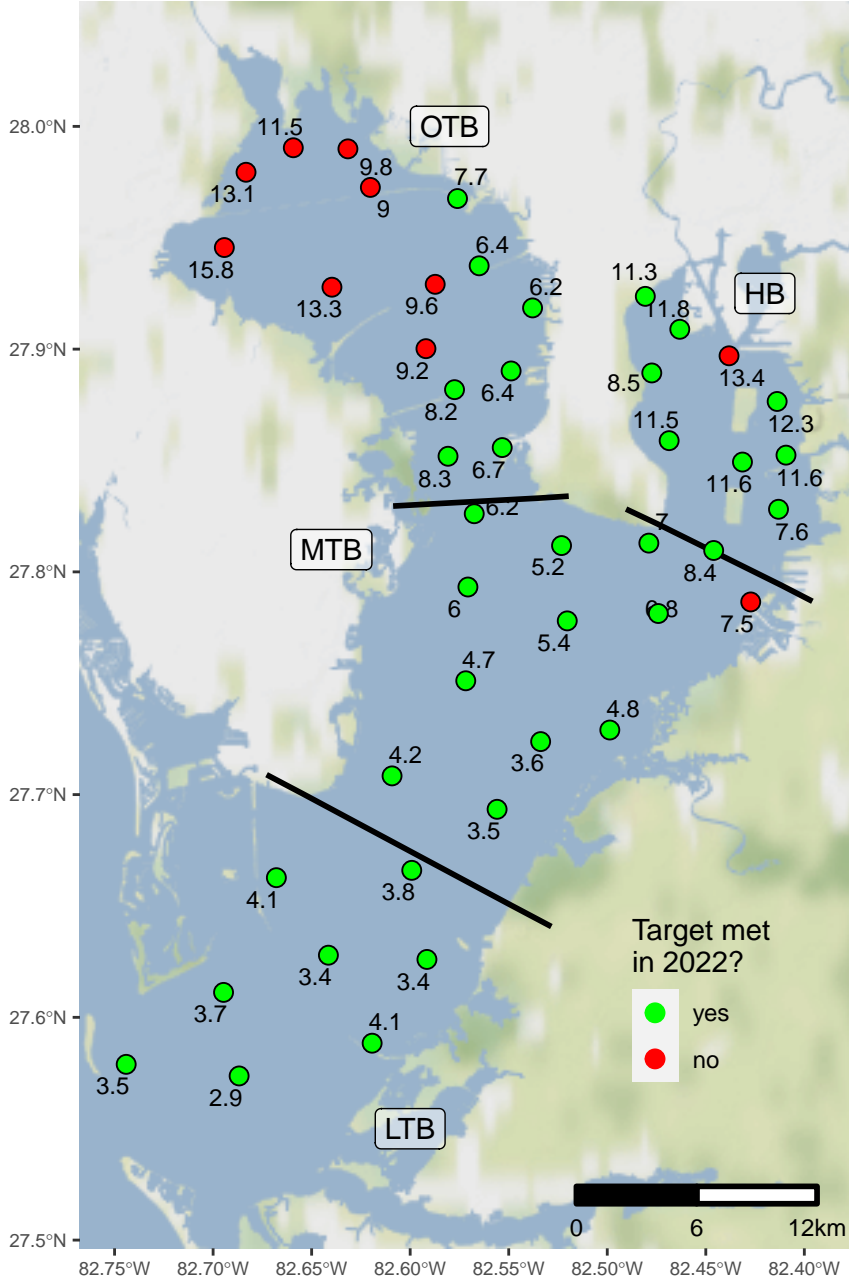 28.0°N
27.9°N
27.8°N
27.7°N
27.6°N
27.5°N
OTB
11.5
9.8
13.1
9
7.7
15.8
6.4
13.3
9.6
6.2
11.3
HB
11.8
9.2
13.4
8.2
6.4
8.5
12.3
11.5
8.3
6.7
11.6
11.6
6.2
7
7.6
MTB
5.2
8.4
6
5.4
6.8
7.5
4.7
4.8
4.2
3.6
3.5
4.1
3.8
3.4
3.4
3.7
4.1
3.5
2.9
LTB
Target met
in 2022?
yes
no
0 6 12km
82.75°W 82.70°W 82.65°W 82.60°W 82.55°W 82.50°W 82.45°W 82.40°W